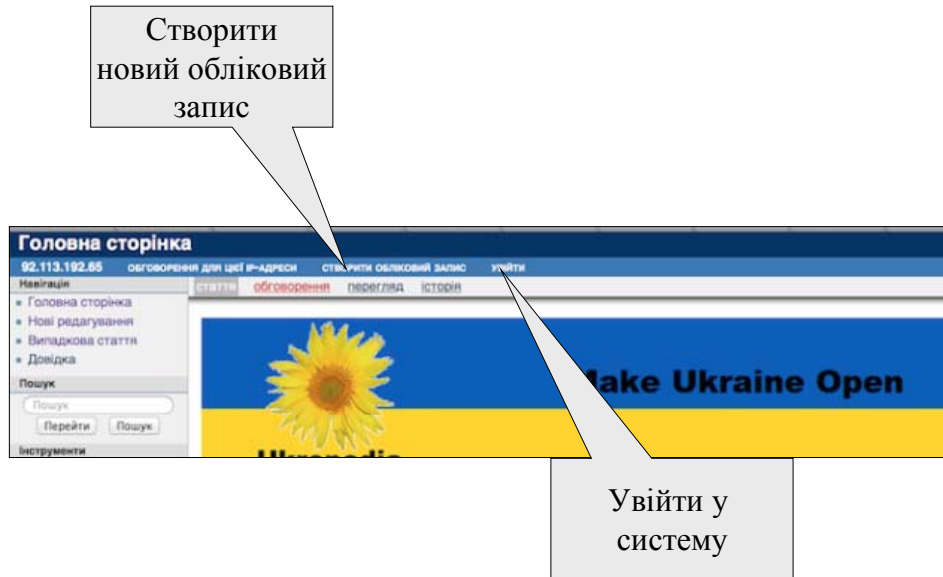 Створити
новий обліковий
запис
Головна сторінка
92.113.192.65 ОБГОВОРЕННЯ ДЛЯ ЦІЄЇ IP-АДРЕСИ СТВОРИТИ ОБЛІКОВИЙ ЗАПИС УВІЙТИ
Навігація
стаття обговорення перегляд історія
Головна сторінка
Нові редагування
Випадкова стаття
Довідка
Пошук
Пошук
Перейти Пошук
Інструменти
Make Ukraine Open
Ukrapedia
Увійти у
систему